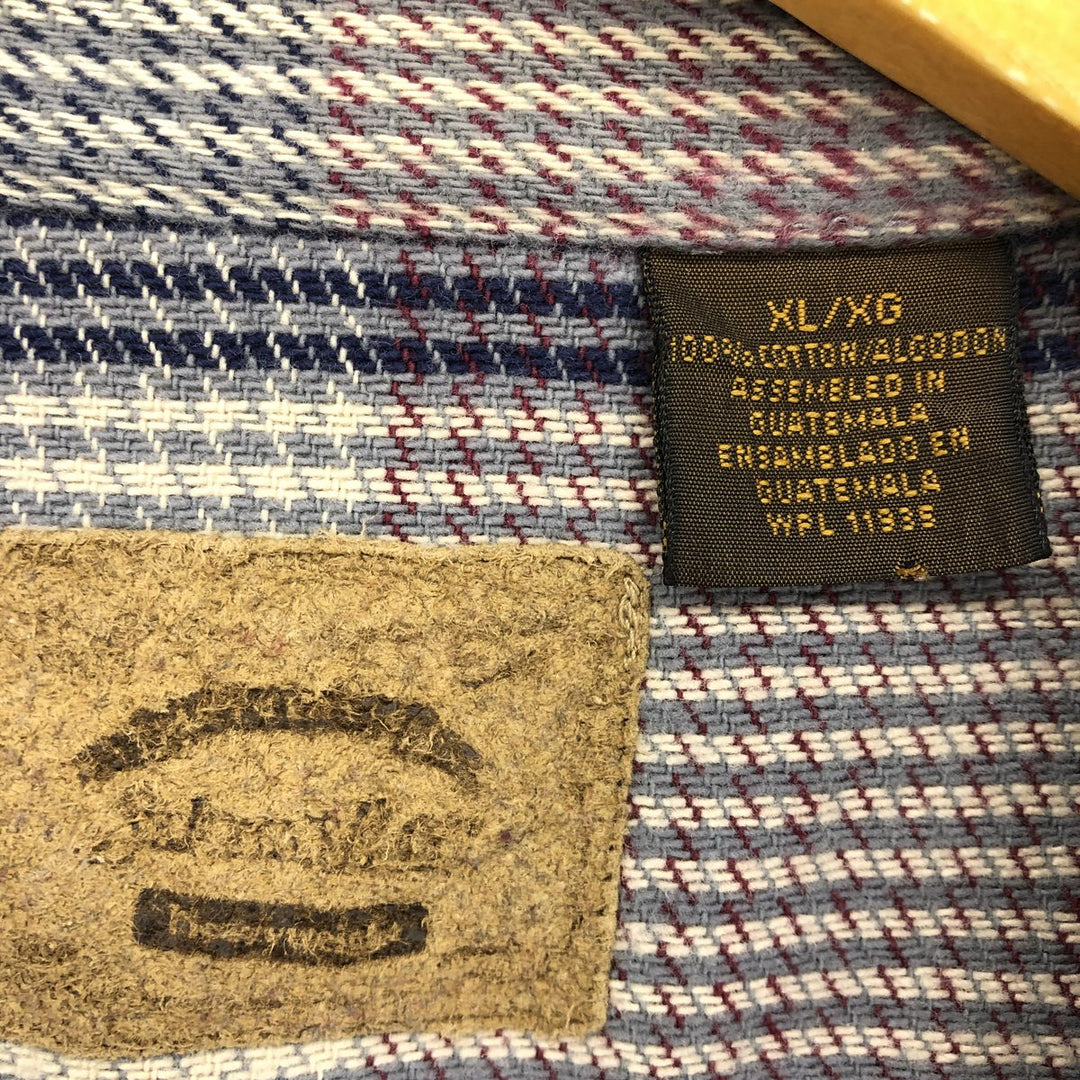 XL/XG
100% COTTON/ALGODON
ASSEMBLED IN
GUATEMALA
ENSAMBLADO EN
GUATEMALA
WPL 11935